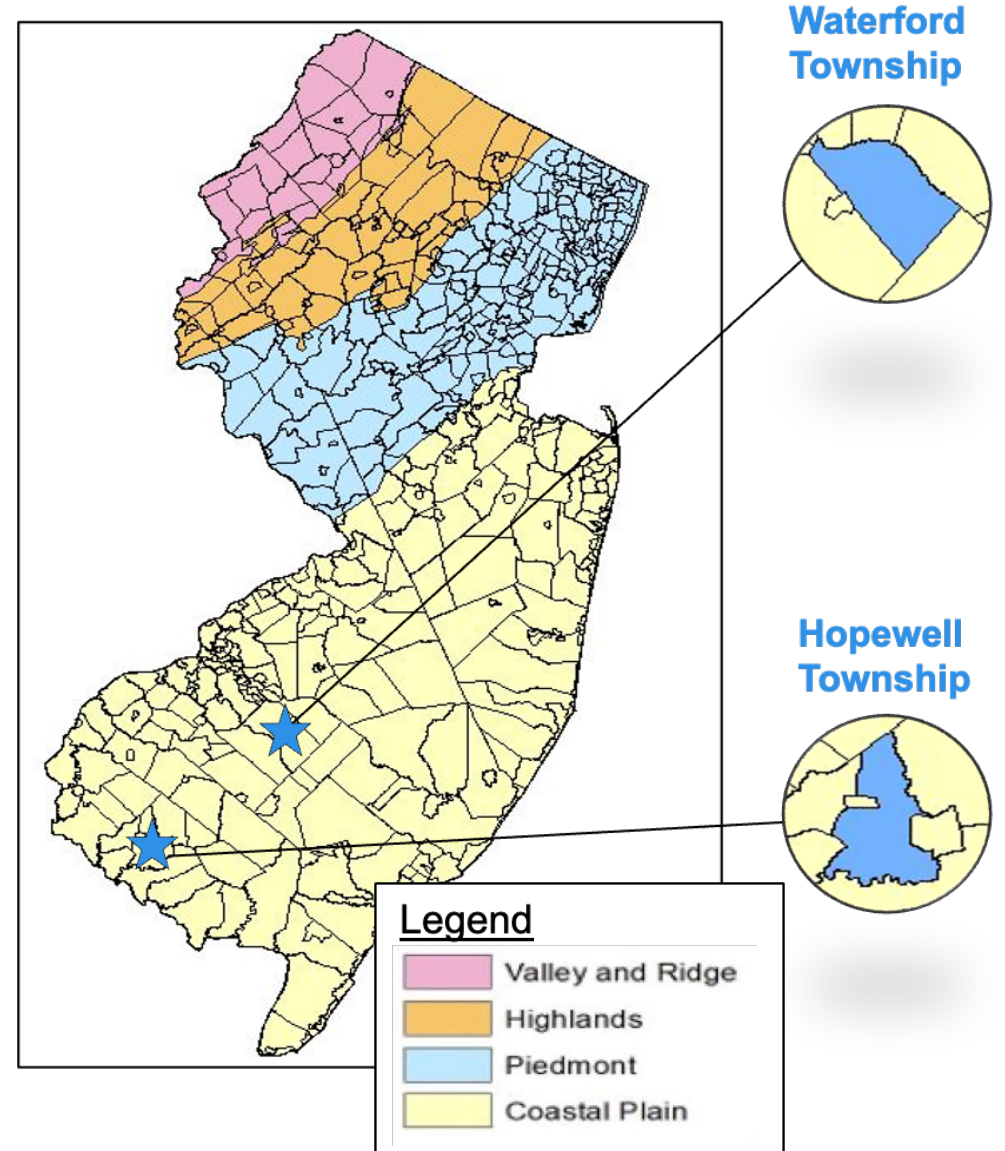 Waterford
Township
Hopewell
Township
Legend
Valley and Ridge
Highlands
Piedmont
Coastal Plain